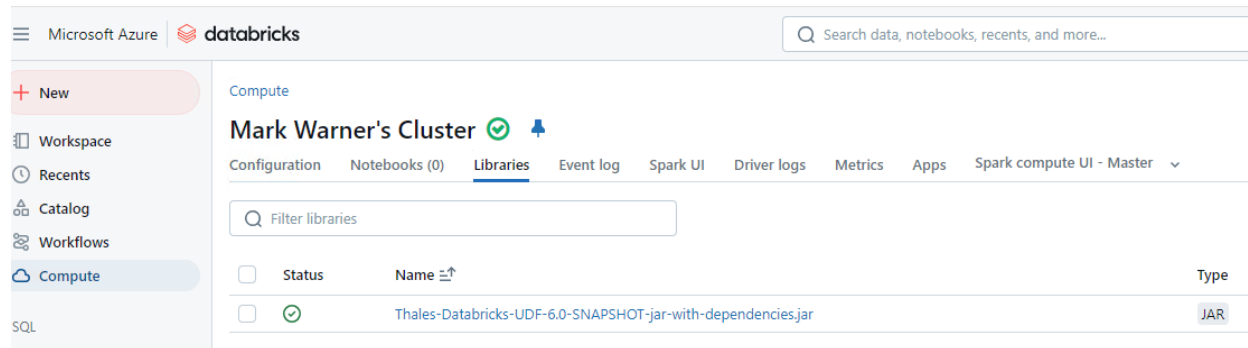 Microsoft Azure databricks
Search data, notebooks, recents, and more...
New
Workspace
Recents
Catalog
Workflows
Compute
SQL
Compute
Mark Warner's Cluster
Configuration Notebooks (0) Libraries Event log Spark UI Driver logs Metrics Apps Spark compute UI - Master
Filter libraries
Status Name Type
Thales-Databricks-UDF-6.0-SNAPSHOT-jar-with-dependencies.jar JAR